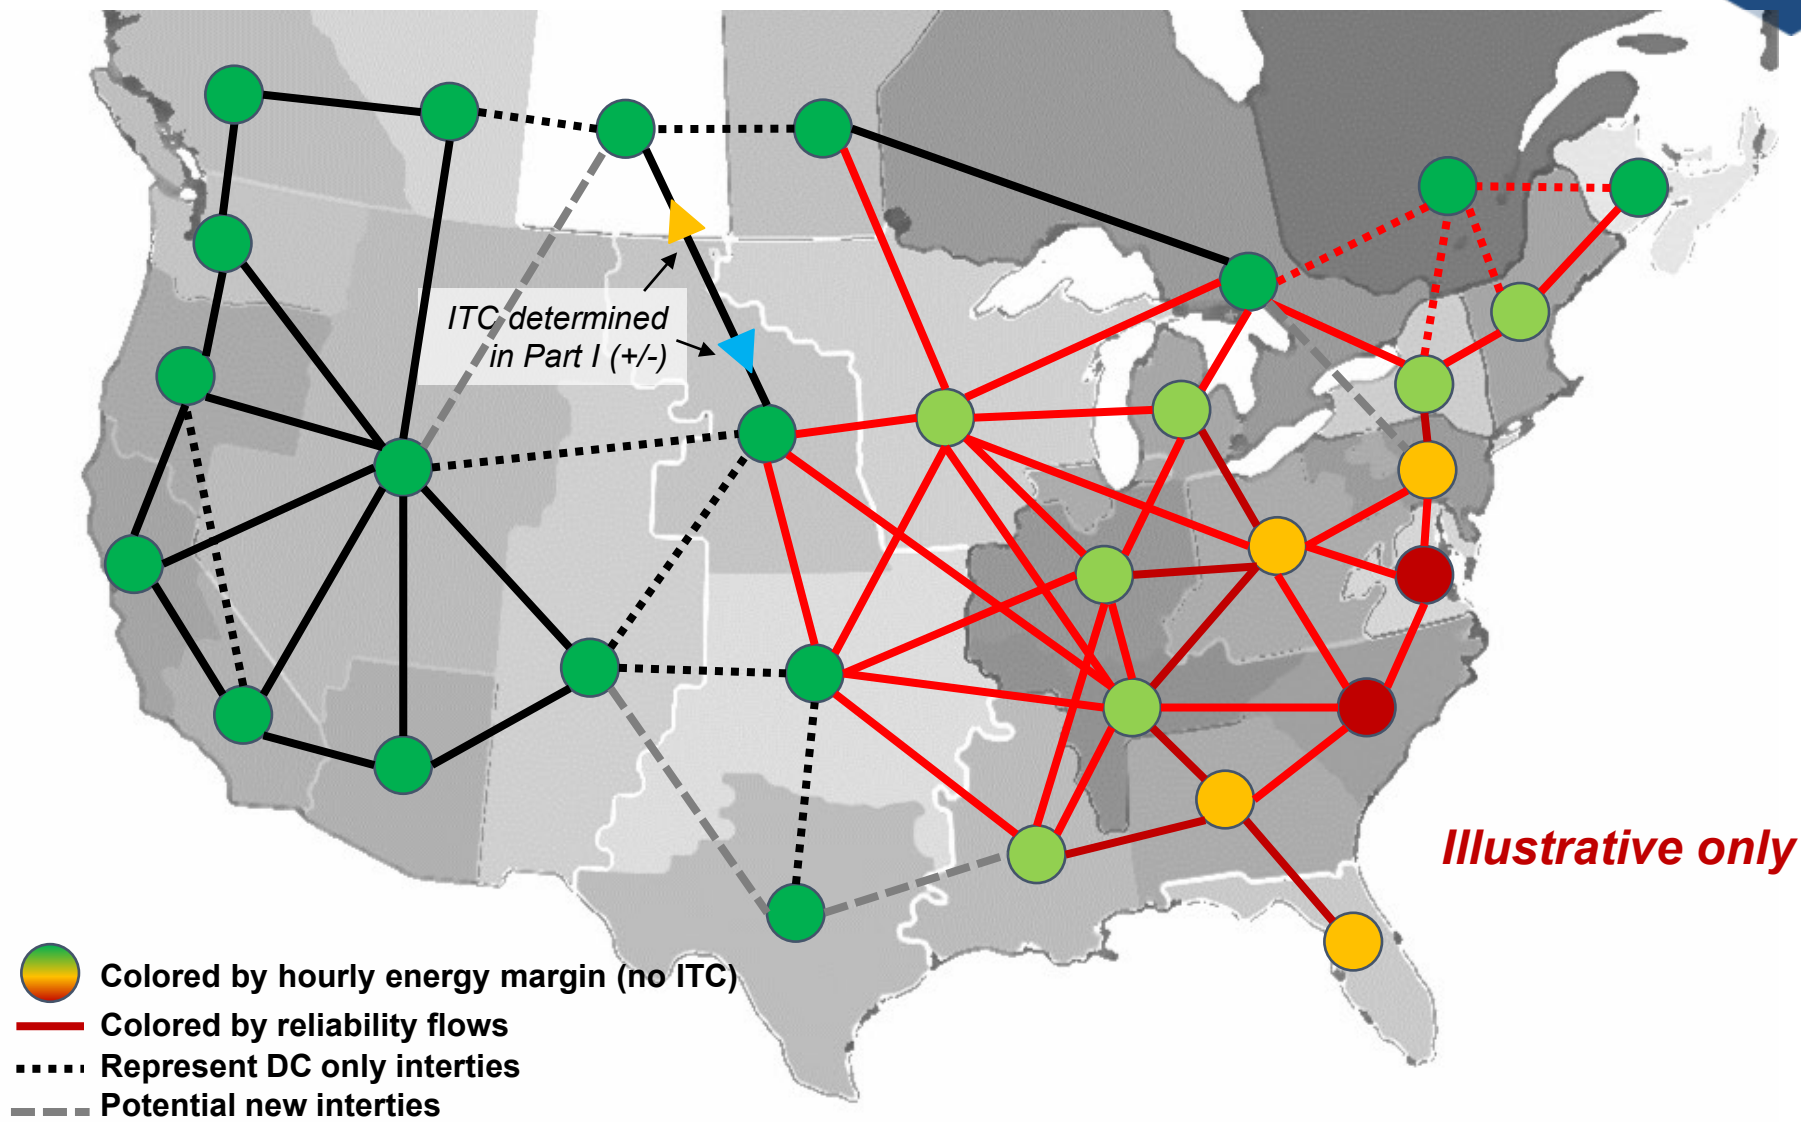 ITC determined
in Part I (+/-)
Illustrative only
Colored by hourly energy margin (no ITC)
Colored by reliability flows
Represent DC only interties
Potential new interties